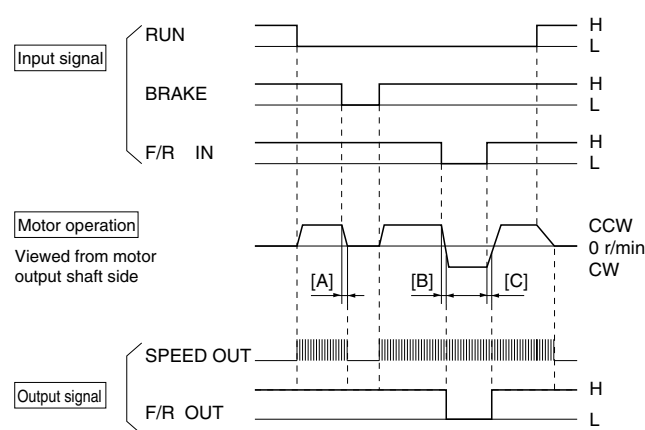 Input signal
RUN
H
L
BRAKE
H
L
F/R IN
H
L
Motor operation
Viewed from motor
output shaft side
CCW
0 r/min
CW
[A]
[B]
[C]
Output signal
SPEED OUT
F/R OUT
H
L